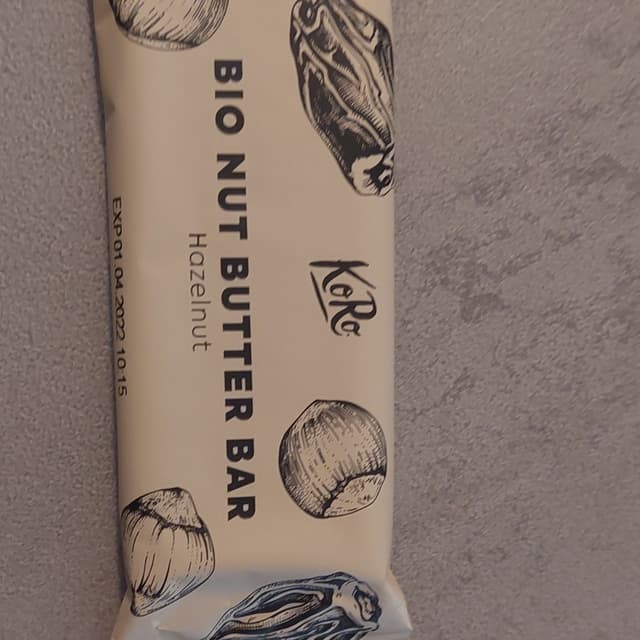 KoRo
BIO NUT BUTTER BAR
Hazelnut
EXP 01 04 2022 10:15